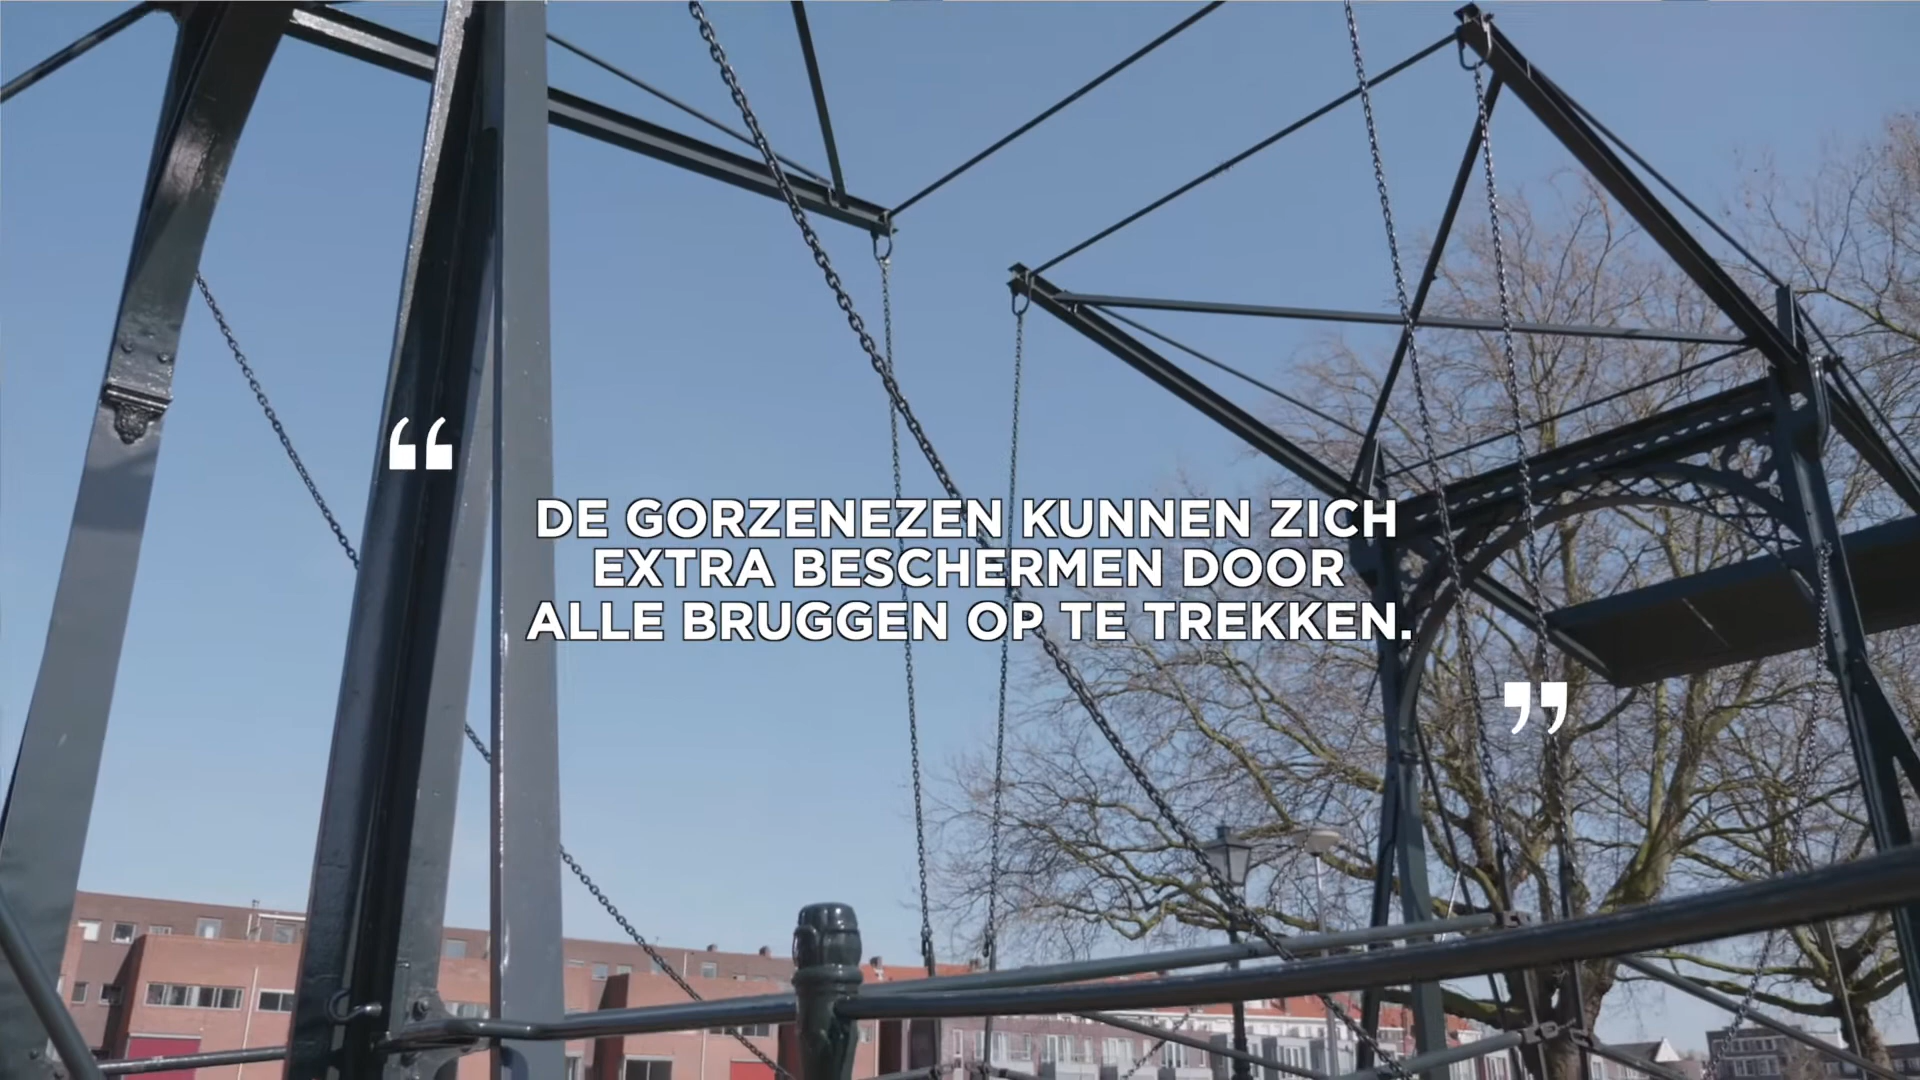 “
DE GORZENEZEN KUNNEN ZICH
EXTRA BESCHERMEN DOOR
ALLE BRUGGEN OP TE TREKKEN.
”